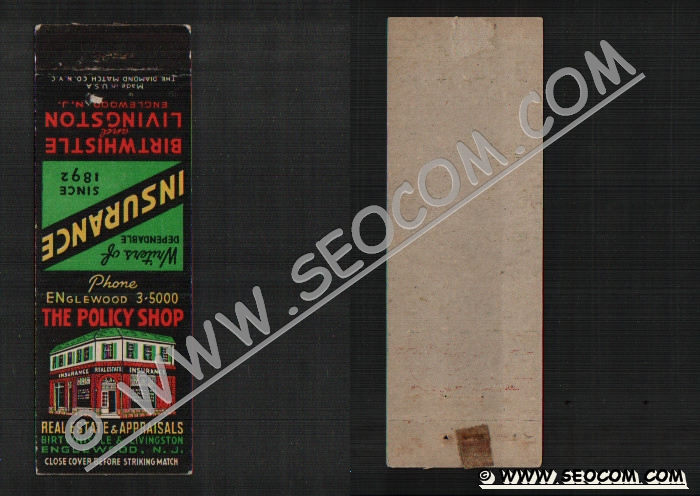 Made in U.S.A
THE DIAMOND MATCH CO. N.Y.C
BIRTWHISTLE
and
LIVINGSTON
ENGLEWOOD, N.J.
Writers of
DEPENDABLE
INSURANCE
SINCE
1892
Phone
ENGLEWOOD 3-5000
THE POLICY SHOP
INSURANCE REAL ESTATE INSURANCE
REAL ESTATE & APPRAISALS
BIRTWHISTLE & LIVINGSTON
ENGLEWOOD, N. J.
CLOSE COVER BEFORE STRIKING MATCH
© WWW.SEOCOM.COM
© WWW.SEOCOM.COM